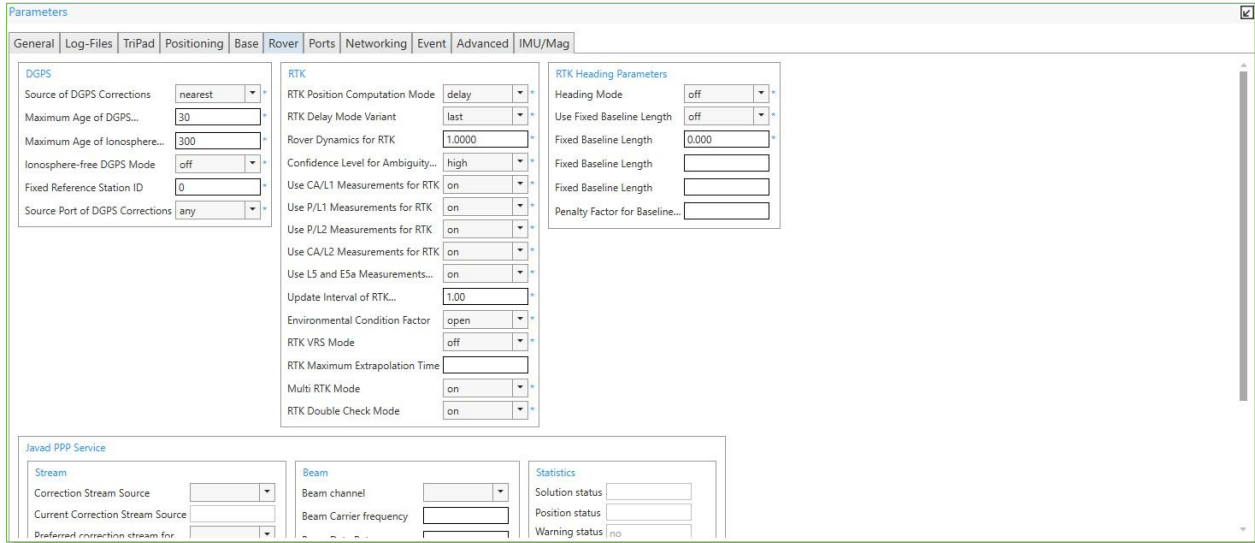 Parameters
General Log-Files TriPad Positioning Base Rover Ports Networking Event Advanced IMU/Mag
DGPS
Source of DGPS Corrections nearest *
Maximum Age of DGPS... 30 *
Maximum Age of Ionosphere... 300 *
Ionosphere-free DGPS Mode off *
Fixed Reference Station ID 0 *
Source Port of DGPS Corrections any *
RTK
RTK Position Computation Mode delay *
RTK Delay Mode Variant last *
Rover Dynamics for RTK 1.0000 *
Confidence Level for Ambiguity... high *
Use CA/L1 Measurements for RTK on *
Use P/L1 Measurements for RTK on *
Use P/L2 Measurements for RTK on *
Use CA/L2 Measurements for RTK on *
Use L5 and E5a Measurements... on *
Update Interval of RTK... 1.00 *
Environmental Condition Factor open *
RTK VRS Mode off *
RTK Maximum Extrapolation Time
Multi RTK Mode on *
RTK Double Check Mode on *
RTK Heading Parameters
Heading Mode off *
Use Fixed Baseline Length off *
Fixed Baseline Length 0.000 *
Fixed Baseline Length
Fixed Baseline Length
Penalty Factor for Baseline...
Javad PPP Service
Stream
Correction Stream Source
Current Correction Stream Source
Preferred correction stream for
Beam
Beam channel
Beam Carrier frequency
Statistics
Solution status
Position status
Warning status no